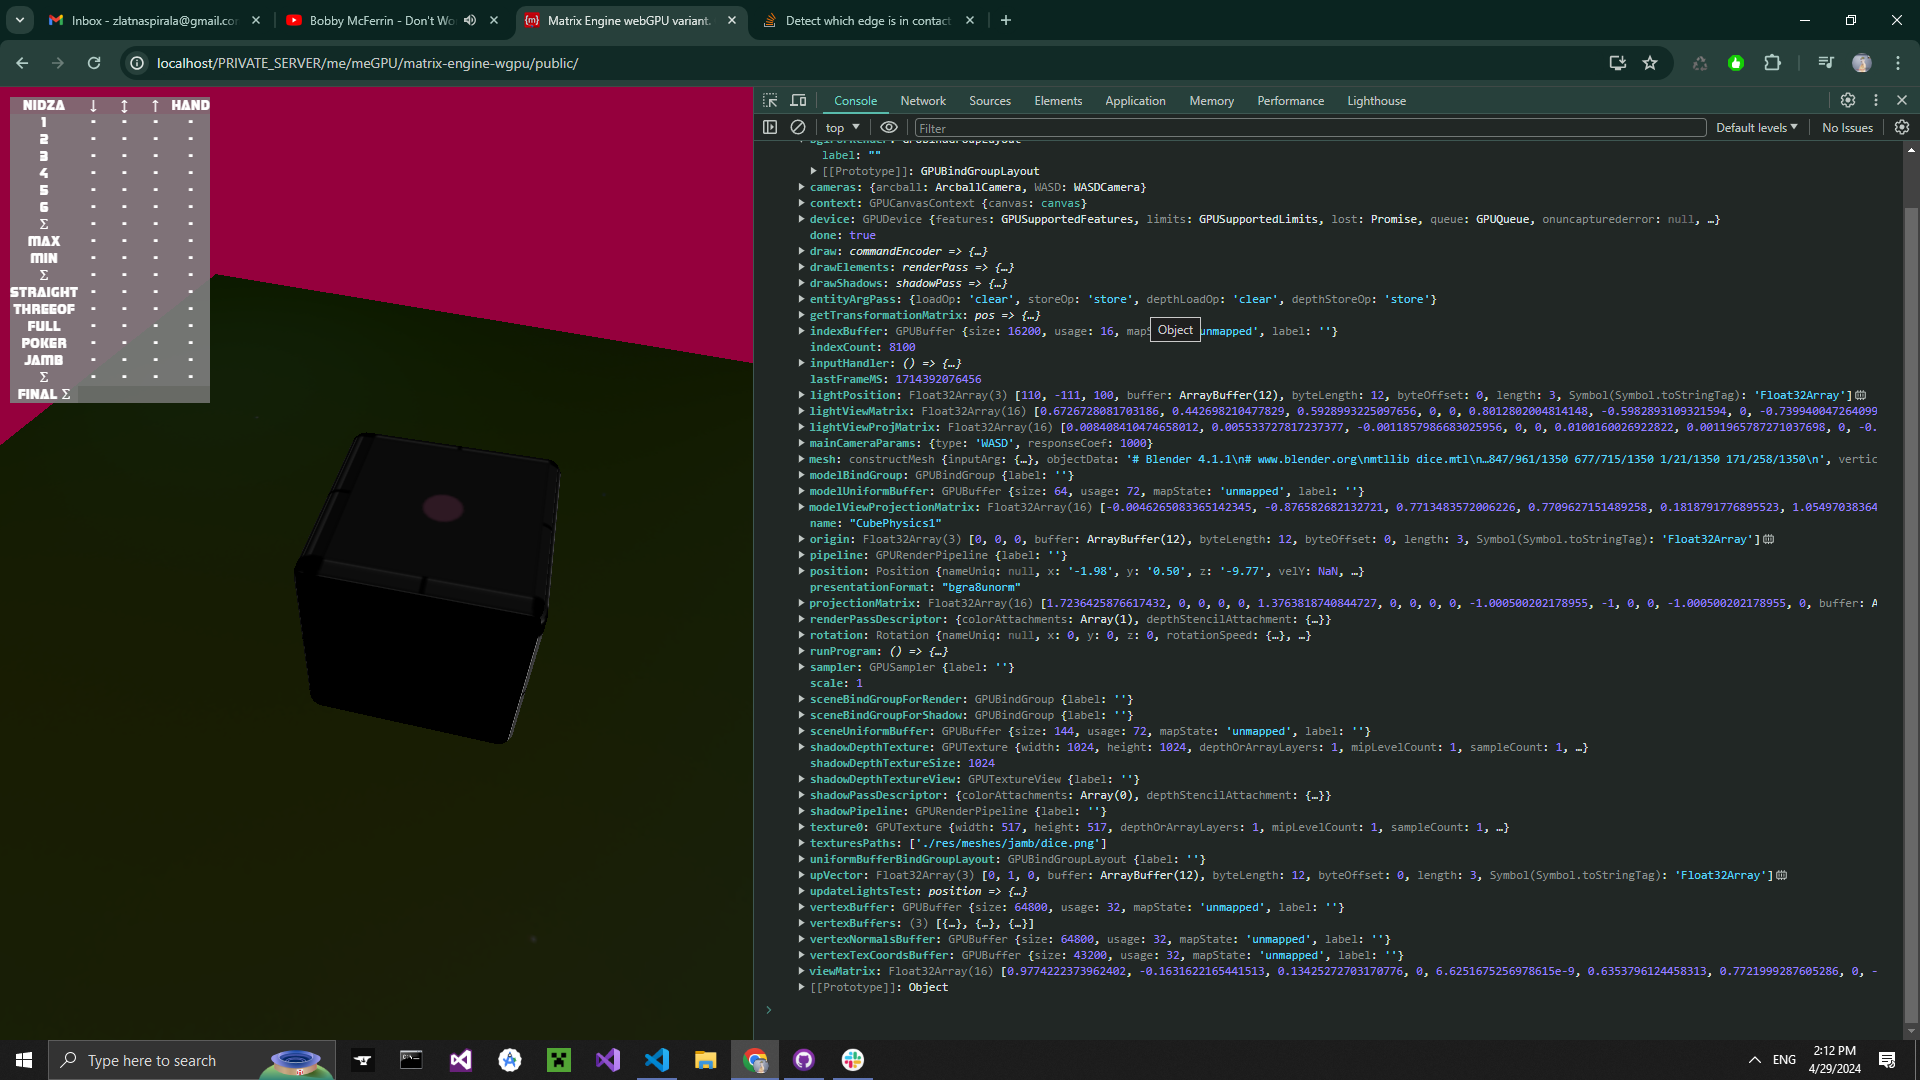 Inbox - zlatnaspirala@gmail.co
Bobby McFerrin - Don't Wo
Matrix Engine webGPU variant.
Detect which edge is in contact
localhost/PRIVATE_SERVER/me/meGPU/matrix-engine-wgpu/public/
NIDZA ↓ ↕ ↑ HAND
1 - - - -
2 - - - -
3 - - - -
4 - - - -
5 - - - -
6 - - - -
Σ - - - -
MAX - - - -
MIN - - - -
Σ - - - -
STRAIGHT - - - -
THREEOF - - - -
FULL - - - -
POKER - - - -
JAMB - - - -
Σ - - - -
FINAL Σ
Console Network Sources Elements Application Memory Performance Lighthouse
top Filter Default levels No Issues
label: ""
[[Prototype]]: GPUBindGroupLayout
cameras: {arcball: ArcballCamera, WASD: WASDCamera}
context: GPUCanvasContext {canvas: canvas}
device: GPUDevice {features: GPUSupportedFeatures, limits: GPUSupportedLimits, lost: Promise, queue: GPUQueue, onuncapturederror: null, …}
done: true
draw: commandEncoder => {…}
drawElements: renderPass => {…}
drawShadows: shadowPass => {…}
entityArgPass: {loadOp: 'clear', storeOp: 'store', depthLoadOp: 'clear', depthStoreOp: 'store'}
getTransformationMatrix: pos => {…}
indexBuffer: GPUBuffer {size: 16200, usage: 16, map Object unmapped', label: ''}
indexCount: 8100
inputHandler: () => {…}
lastFrameMS: 1714392076456
lightPosition: Float32Array(3) [110, -111, 100, buffer: ArrayBuffer(12), byteLength: 12, byteOffset: 0, length: 3, Symbol(Symbol.toStringTag): 'Float32Array']
lightViewMatrix: Float32Array(16) [0.6726728081703186, 0.442698210477829, 0.5928993225097656, 0, 0, 0.8012802004814148, -0.5982893109321594, 0, -0.739940047264099
lightViewProjMatrix: Float32Array(16) [0.008408410474658012, 0.005533727817237377, -0.0011857986683025956, 0, 0, 0.0100160026922822, 0.0011965787271037698, 0, -0.
mainCameraParams: {type: 'WASD', responseCoef: 1000}
mesh: constructMesh {inputArg: {…}, objectData: '# Blender 4.1.1\n# www.blender.org\nmtllib dice.mtl\n…847/961/1350 677/715/1350 1/21/1350 171/258/1350\n', vertic
modelBindGroup: GPUBindGroup {label: ''}
modelUniformBuffer: GPUBuffer {size: 64, usage: 72, mapState: 'unmapped', label: ''}
modelViewProjectionMatrix: Float32Array(16) [-0.0046265083365142345, -0.876582682132721, 0.7713483572006226, 0.7709627151489258, 0.1818791776895523, 1.05497038364
name: "CubePhysics1"
origin: Float32Array(3) [0, 0, 0, buffer: ArrayBuffer(12), byteLength: 12, byteOffset: 0, length: 3, Symbol(Symbol.toStringTag): 'Float32Array']
pipeline: GPURenderPipeline {label: ''}
position: Position {nameUniq: null, x: '-1.98', y: '0.50', z: '-9.77', velY: NaN, …}
presentationFormat: "bgra8unorm"
projectionMatrix: Float32Array(16) [1.7236425876617432, 0, 0, 0, 0, 1.3763818740844727, 0, 0, 0, 0, -1.000500202178955, -1, 0, 0, -1.000500202178955, 0, buffer: A
renderPassDescriptor: {colorAttachments: Array(1), depthStencilAttachment: {…}}
rotation: Rotation {nameUniq: null, x: 0, y: 0, z: 0, rotationSpeed: {…}, …}
runProgram: () => {…}
sampler: GPUSampler {label: ''}
scale: 1
sceneBindGroupForRender: GPUBindGroup {label: ''}
sceneBindGroupForShadow: GPUBindGroup {label: ''}
sceneUniformBuffer: GPUBuffer {size: 144, usage: 72, mapState: 'unmapped', label: ''}
shadowDepthTexture: GPUTexture {width: 1024, height: 1024, depthOrArrayLayers: 1, mipLevelCount: 1, sampleCount: 1, …}
shadowDepthTextureSize: 1024
shadowDepthTextureView: GPUTextureView {label: ''}
shadowPassDescriptor: {colorAttachments: Array(0), depthStencilAttachment: {…}}
shadowPipeline: GPURenderPipeline {label: ''}
texture0: GPUTexture {width: 517, height: 517, depthOrArrayLayers: 1, mipLevelCount: 1, sampleCount: 1, …}
texturesPaths: ['./res/meshes/jamb/dice.png']
uniformBufferBindGroupLayout: GPUBindGroupLayout {label: ''}
upVector: Float32Array(3) [0, 1, 0, buffer: ArrayBuffer(12), byteLength: 12, byteOffset: 0, length: 3, Symbol(Symbol.toStringTag): 'Float32Array']
updateLightsTest: position => {…}
vertexBuffer: GPUBuffer {size: 64800, usage: 32, mapState: 'unmapped', label: ''}
vertexBuffers: (3) [{…}, {…}, {…}]
vertexNormalsBuffer: GPUBuffer {size: 64800, usage: 32, mapState: 'unmapped', label: ''}
vertexTexCoordsBuffer: GPUBuffer {size: 43200, usage: 32, mapState: 'unmapped', label: ''}
viewMatrix: Float32Array(16) [0.9774222373962402, -0.1631622165441513, 0.13425272703170776, 0, 6.6251675256978615e-9, 0.6353796124458313, 0.7721999287605286, 0, -
[[Prototype]]: Object
Type here to search
ENG
2:12 PM
4/29/2024